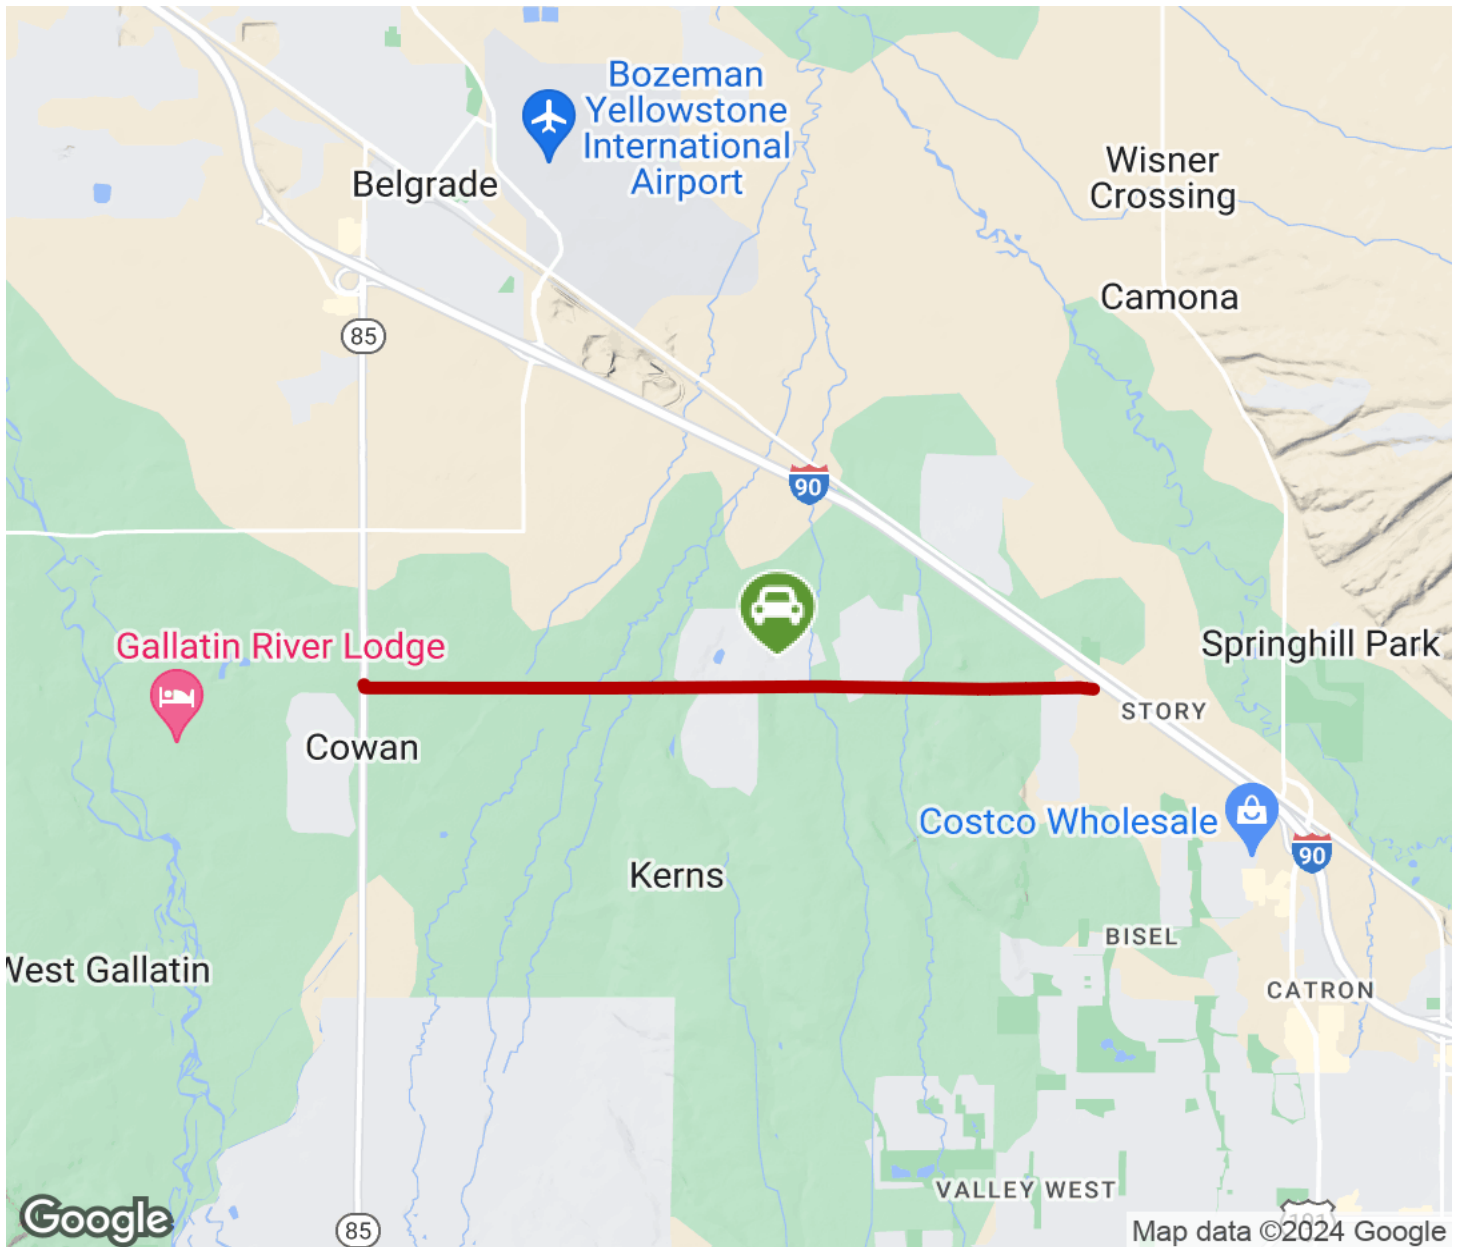 Bozeman
Yellowstone
International
Airport
Belgrade
Wisner
Crossing
Camona
85
90
Gallatin River Lodge
Springhill Park
STORY
Cowan
Costco Wholesale
90
Kerns
BISEL
West Gallatin
CATRON
VALLEY WEST
191
Google
85
Map data ©2024 Google